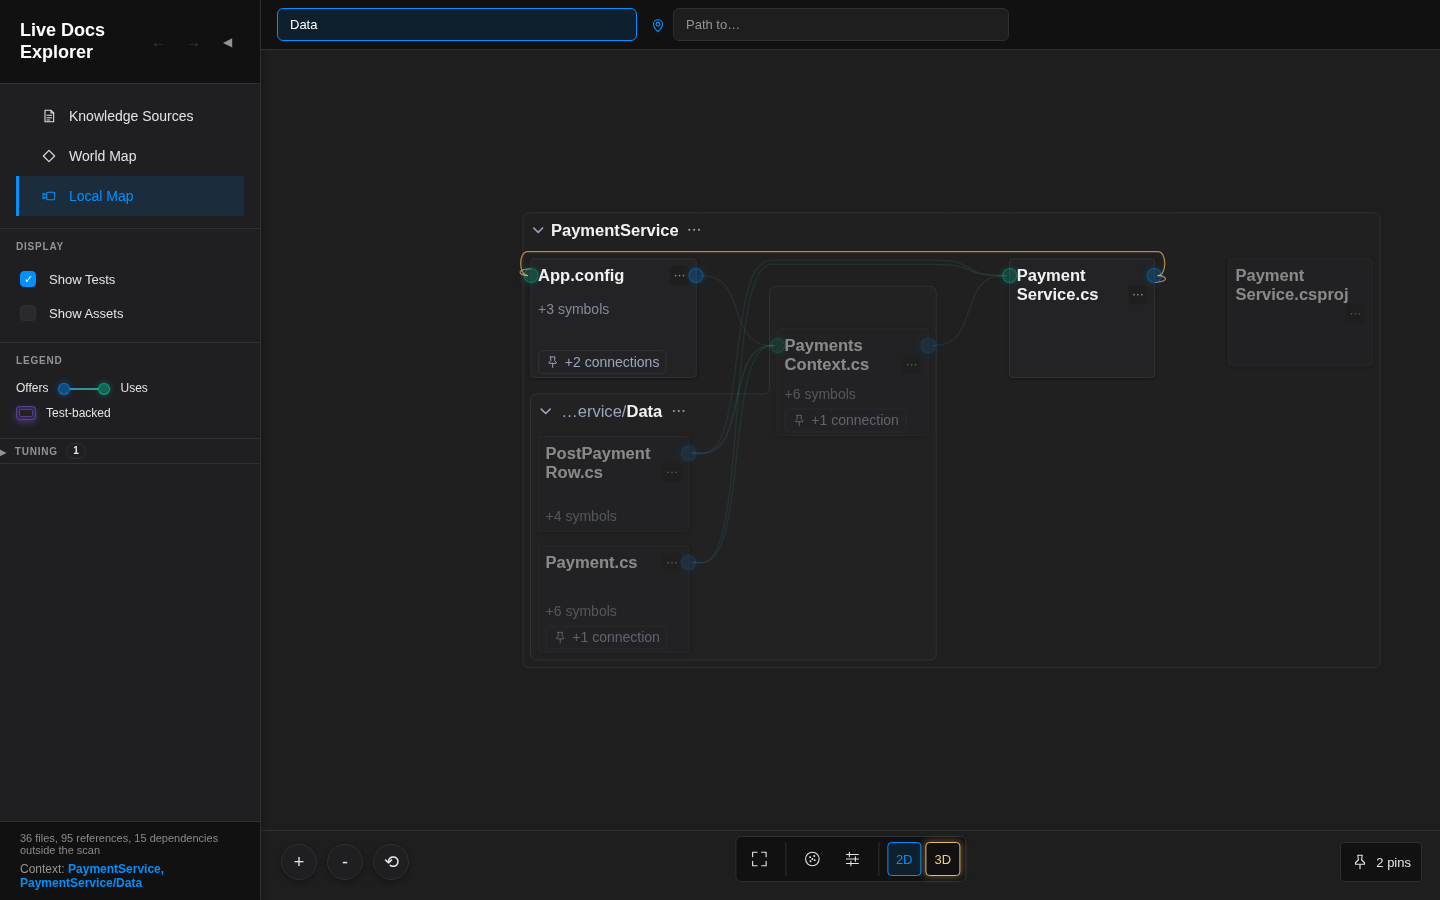 Live Docs
Explorer
Data
Path to…
Knowledge Sources
World Map
Local Map
DISPLAY
Show Tests
Show Assets
LEGEND
Offers
Uses
Test-backed
TUNING 1
PaymentService
App.config
+3 symbols
+2 connections
Payment
Service.cs
Payment
Service.csproj
Payments
Context.cs
+6 symbols
+1 connection
…ervice/Data
PostPayment
Row.cs
+4 symbols
Payment.cs
+6 symbols
+1 connection
36 files, 95 references, 15 dependencies
outside the scan
Context: PaymentService,
PaymentService/Data
+ - ⟲
2D 3D
2 pins